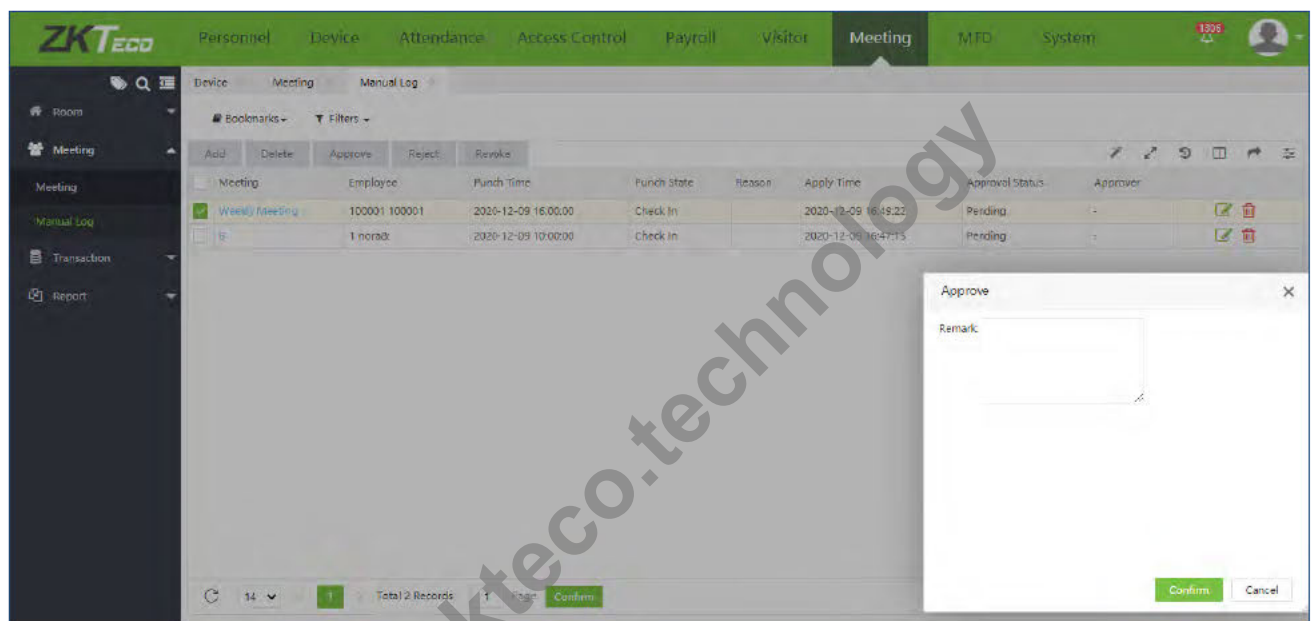 ZKTeco Personnel Device Attendance Access Control Payroll Visitor Meeting MTD System 1305
Device Meeting Manual Log
Room
Bookmarks Filters
Meeting
Add Delete Approve Reject Revoke
Meeting
Meeting Employee Punch Time Punch State Reason Apply Time Approval Status Approver
Manual Log
Weekly Meeting 100001 100001 2020-12-09 16:00:00 Check In 2020-12-09 16:49:22 Pending -
1 2020-12-09 10:00:00 Check In 2020-12-09 16:47:15 Pending -
Transaction
Report
Approve
Remark
14 1 Total 2 Records 1 Page Confirm
Confirm Cancel
kteco.technology